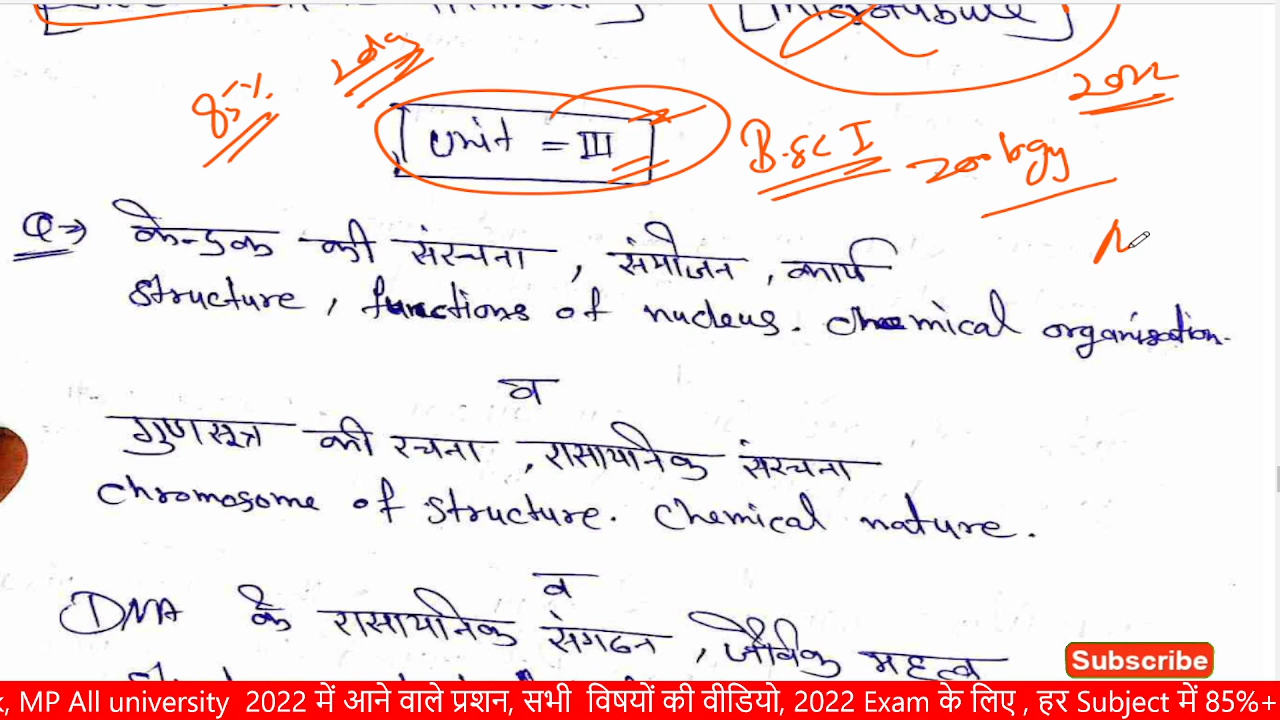 [Microtubule]
85%
2022
Unit = III
B.SC I
Zoology
Q→ केन्द्रक की संरचना, संयोजन, कार्य
structure, functions of nucleus. chemical organisation.
व
गुणसूत्र की रचना, रासायनिक संरचना
chromosome of structure. chemical nature.
व
DNA के रासायनिक संगठन, जैविक महत्व
Subscribe
MP All university 2022 में आने वाले प्रशन, सभी विषयों की वीडियो, 2022 Exam के लिए , हर Subject में 85%+